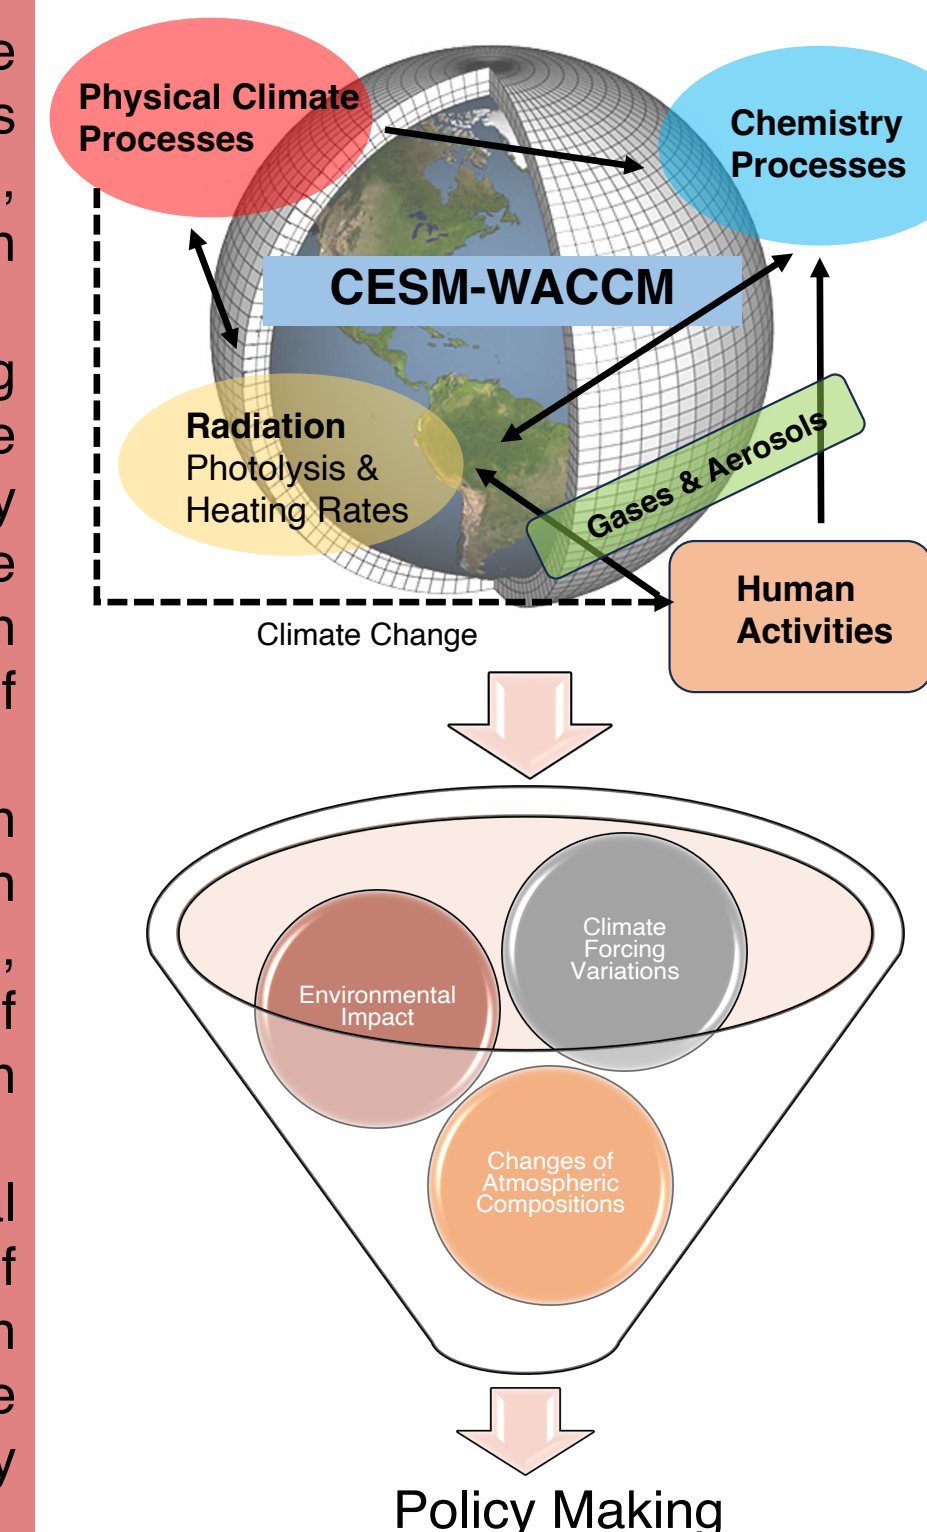 Physical Climate
Processes
Chemistry
Processes
CESM-WACCM
Radiation
Photolysis &
Heating Rates
Gases & Aerosols
Human
Activities
Climate Change
Climate
Forcing
Variations
Environmental
Impact
Changes of
Atmospheric
Compositions
Policy Making